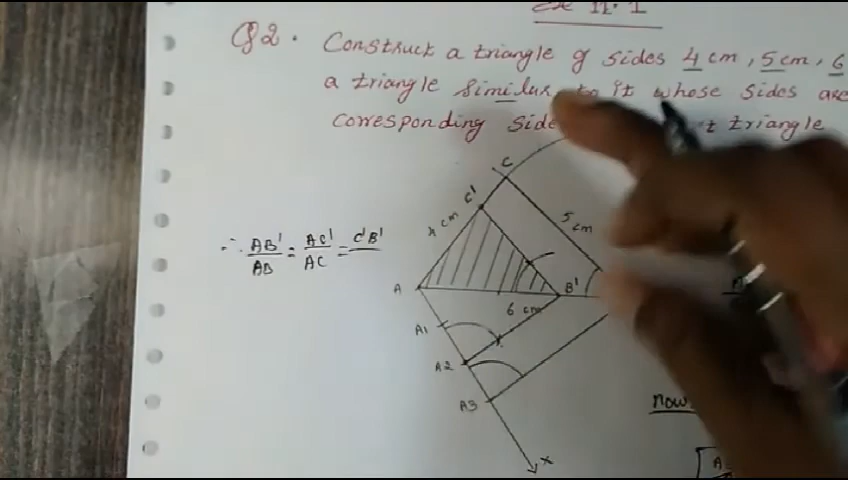 Ex 11.1
Q2. Construct a triangle of sides 4 cm, 5 cm, 6
a triangle similar to it whose sides are
corresponding side triangle
C
C'
4 cm
5 cm
∴ AB' = AC' = C'B'
AB AC
A
B'
6 cm
A1
A2
A3
now
X
A